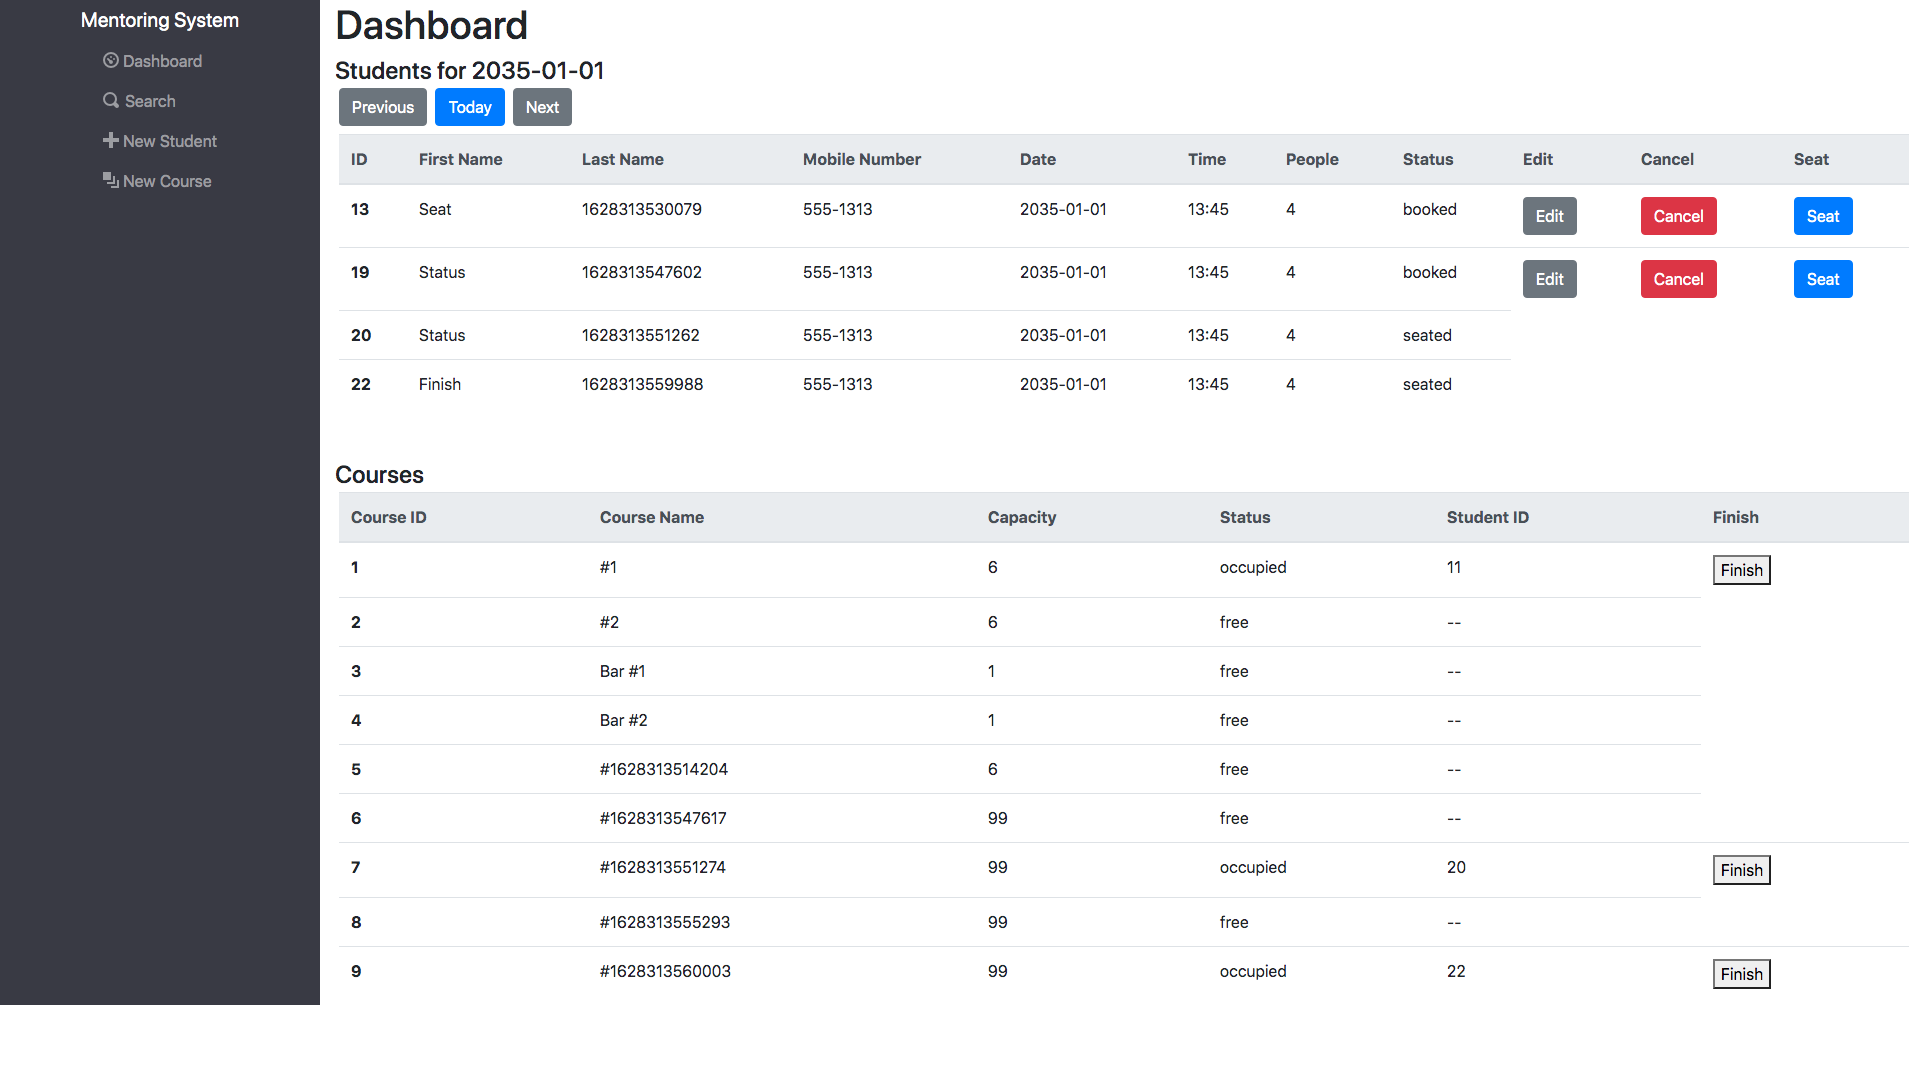 Mentoring System
Dashboard
Search
New Student
New Course
Dashboard
Students for 2035-01-01
Previous Today Next
ID First Name Last Name Mobile Number Date Time People Status Edit Cancel Seat
13 Seat 1628313530079 555-1313 2035-01-01 13:45 4 booked Edit Cancel Seat
19 Status 1628313547602 555-1313 2035-01-01 13:45 4 booked Edit Cancel Seat
20 Status 1628313551262 555-1313 2035-01-01 13:45 4 seated
22 Finish 1628313559988 555-1313 2035-01-01 13:45 4 seated
Courses
Course ID Course Name Capacity Status Student ID Finish
1 #1 6 occupied 11 Finish
2 #2 6 free --
3 Bar #1 1 free --
4 Bar #2 1 free --
5 #1628313514204 6 free --
6 #1628313547617 99 free --
7 #1628313551274 99 occupied 20 Finish
8 #1628313555293 99 free --
9 #1628313560003 99 occupied 22 Finish